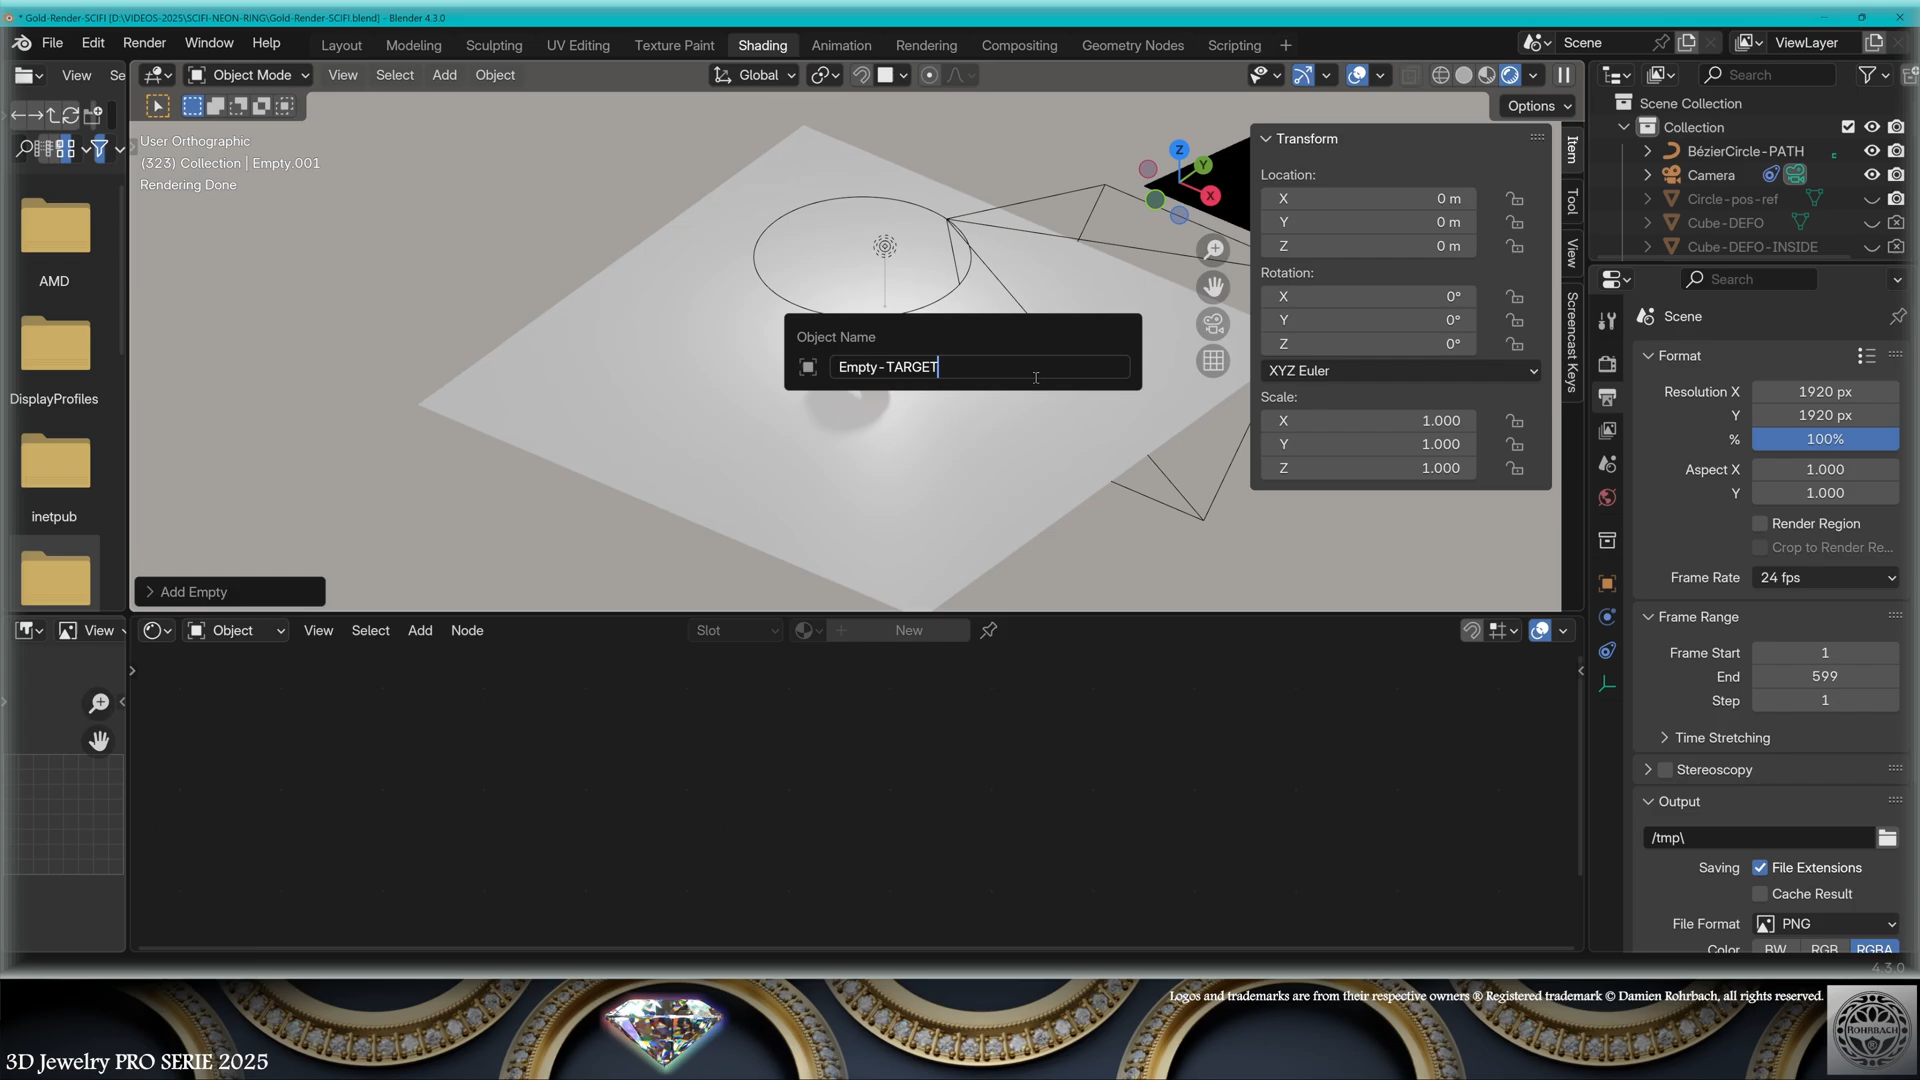 * Gold-Render-SCIFI [D:\VIDEOS-2025\SCIFI-NEON-RING\Gold-Render-SCIFI.blend] - Blender 4.3.0
File Edit Render Window Help
Layout Modeling Sculpting UV Editing Texture Paint Shading Animation Rendering Compositing Geometry Nodes Scripting +
Scene
ViewLayer
View Se
Object Mode View Select Add Object
Global
Options
Search
User Orthographic
(323) Collection | Empty.001
Rendering Done
AMD
DisplayProfiles
inetpub
Z
Y
X
Object Name
Empty-TARGET
Add Empty
Transform
Location:
X 0 m
Y 0 m
Z 0 m
Rotation:
X 0°
Y 0°
Z 0°
XYZ Euler
Scale:
X 1.000
Y 1.000
Z 1.000
Item
Tool
View
Screencast Keys
Scene Collection
Collection
BézierCircle-PATH
Camera
Circle-pos-ref
Cube-DEFO
Cube-DEFO-INSIDE
Search
Scene
Format
Resolution X 1920 px
Y 1920 px
% 100%
Aspect X 1.000
Y 1.000
Render Region
Crop to Render Re...
Frame Rate 24 fps
Frame Range
Frame Start 1
End 599
Step 1
Time Stretching
Stereoscopy
Output
/tmp\
Saving File Extensions
Cache Result
File Format PNG
Color BW RGB RGBA
4.3.0
View
Object View Select Add Node
Slot
New
Logos and trademarks are from their respective owners ® Registered trademark © Damien Rohrbach, all rights reserved.
ROHRBACH
3D Jewelry PRO SERIE 2025